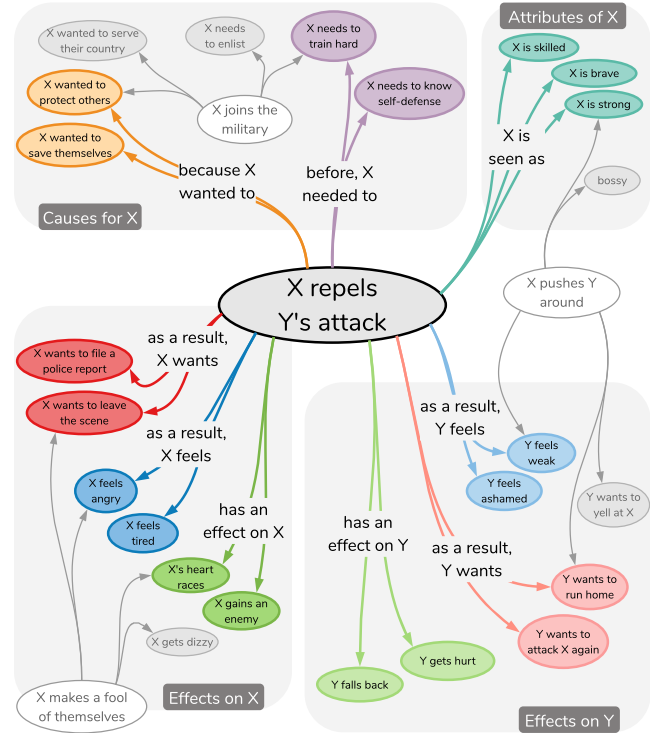 Attributes of X
X wanted to serve
their country
X needs
to enlist
X needs to
train hard
X is skilled
X is brave
X is strong
X wanted to
protect others
X needs to know
self-defense
X joins the
military
X wanted to
save themselves
X is
seen as
because X
wanted to
before, X
needed to
bossy
Causes for X
X repels
Y's attack
X pushes Y
around
as a result,
X wants
X wants to file a
police report
X wants to leave
the scene
as a result,
X feels
as a result,
Y feels
Y feels
weak
X feels
angry
Y feels
ashamed
Y wants to
yell at X
X feels
tired
has an
effect on X
has an
effect on Y
as a result,
Y wants
X's heart
races
Y wants to
run home
X gains an
enemy
X gets dizzy
Y wants to
attack X again
Y gets hurt
Y falls back
X makes a fool
of themselves
Effects on X
Effects on Y